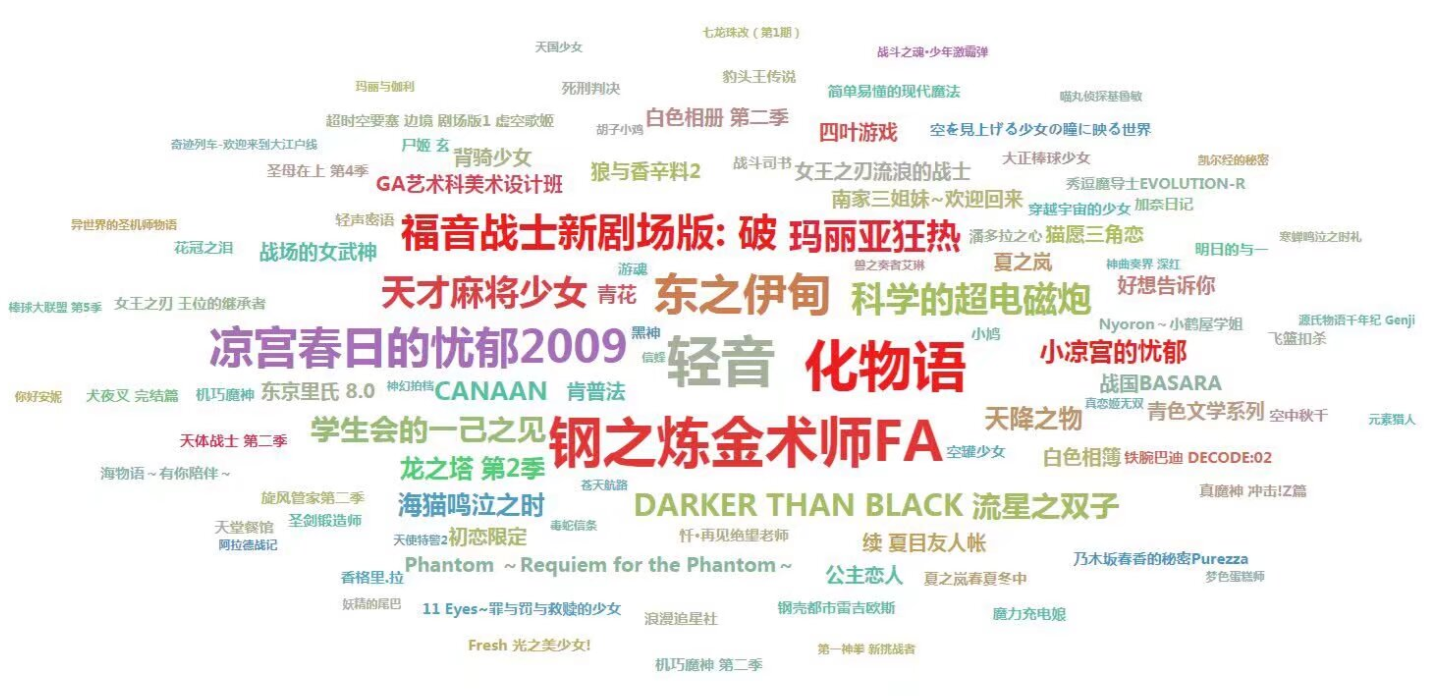 七龙珠改（第1期）
天国少女
战斗之魂·少年激霸弹
豹头王传说
玛丽与伽利
死刑判决
简单易懂的现代魔法
喵丸侦探基鲁敏
超时空要塞 边境 剧场版1 虚空歌姬
胡子小鸡
白色相册 第二季
四叶游戏
空を見上げる少女の瞳に映る世界
奇迹列车-欢迎来到大江户线
尸姬 玄
背骑少女
圣母在上 第4季
GA艺术科美术设计班
狼与香辛料2
战斗司书
女王之刃流浪的战士
大正棒球少女
凯尔经的秘密
秀逗魔导士EVOLUTION-R
南家三姐妹~欢迎回来
穿越宇宙的少女
加奈日记
异世界的圣机师物语
轻声密语
福音战士新剧场版: 破
玛丽亚狂热
潘多拉之心
猫愿三角恋
寒蝉鸣泣之时礼
花冠之泪
战场的女武神
明日的与一
游魂
兽之奏者艾琳
夏之岚
神曲奏界 深红
好想告诉你
棒球大联盟 第5季
女王之刃 王位的继承者
天才麻将少女
青花
东之伊甸
科学的超电磁炮
Nyoron～小鹤屋学姐
源氏物语千年纪 Genji
凉宫春日的忧郁2009
黑神
信蝰
轻音
化物语
小鸠
小凉宫的忧郁
飞篮扣杀
你好安妮
犬夜叉 完结篇
机巧魔神
东京里氏 8.0
神幻拍档
CANAAN
肯普法
战国BASARA
真恋姬无双
青色文学系列
空中秋千
元素猎人
天体战士 第二季
学生会的一己之见
钢之炼金术师FA
天降之物
空罐少女
白色相簿
铁腕巴迪 DECODE:02
海物语～有你陪伴～
龙之塔 第2季
苍天航路
真魔神 冲击!Z篇
旋风管家第二季
海猫鸣泣之时
DARKER THAN BLACK 流星之双子
天堂餐馆
圣剑锻造师
毒蛇信条
阿拉德战记
天使特警2
初恋限定
忏·再见绝望老师
续 夏目友人帐
香格里.拉
Phantom ～Requiem for the Phantom～
公主恋人
夏之岚春夏冬中
乃木坂春香的秘密Purezza
梦色蛋糕师
妖精的尾巴
11 Eyes~罪与罚与救赎的少女
浪漫追星社
钢壳都市雷吉欧斯
魔力充电娘
Fresh 光之美少女!
第一神拳 新挑战者
机巧魔神 第二季